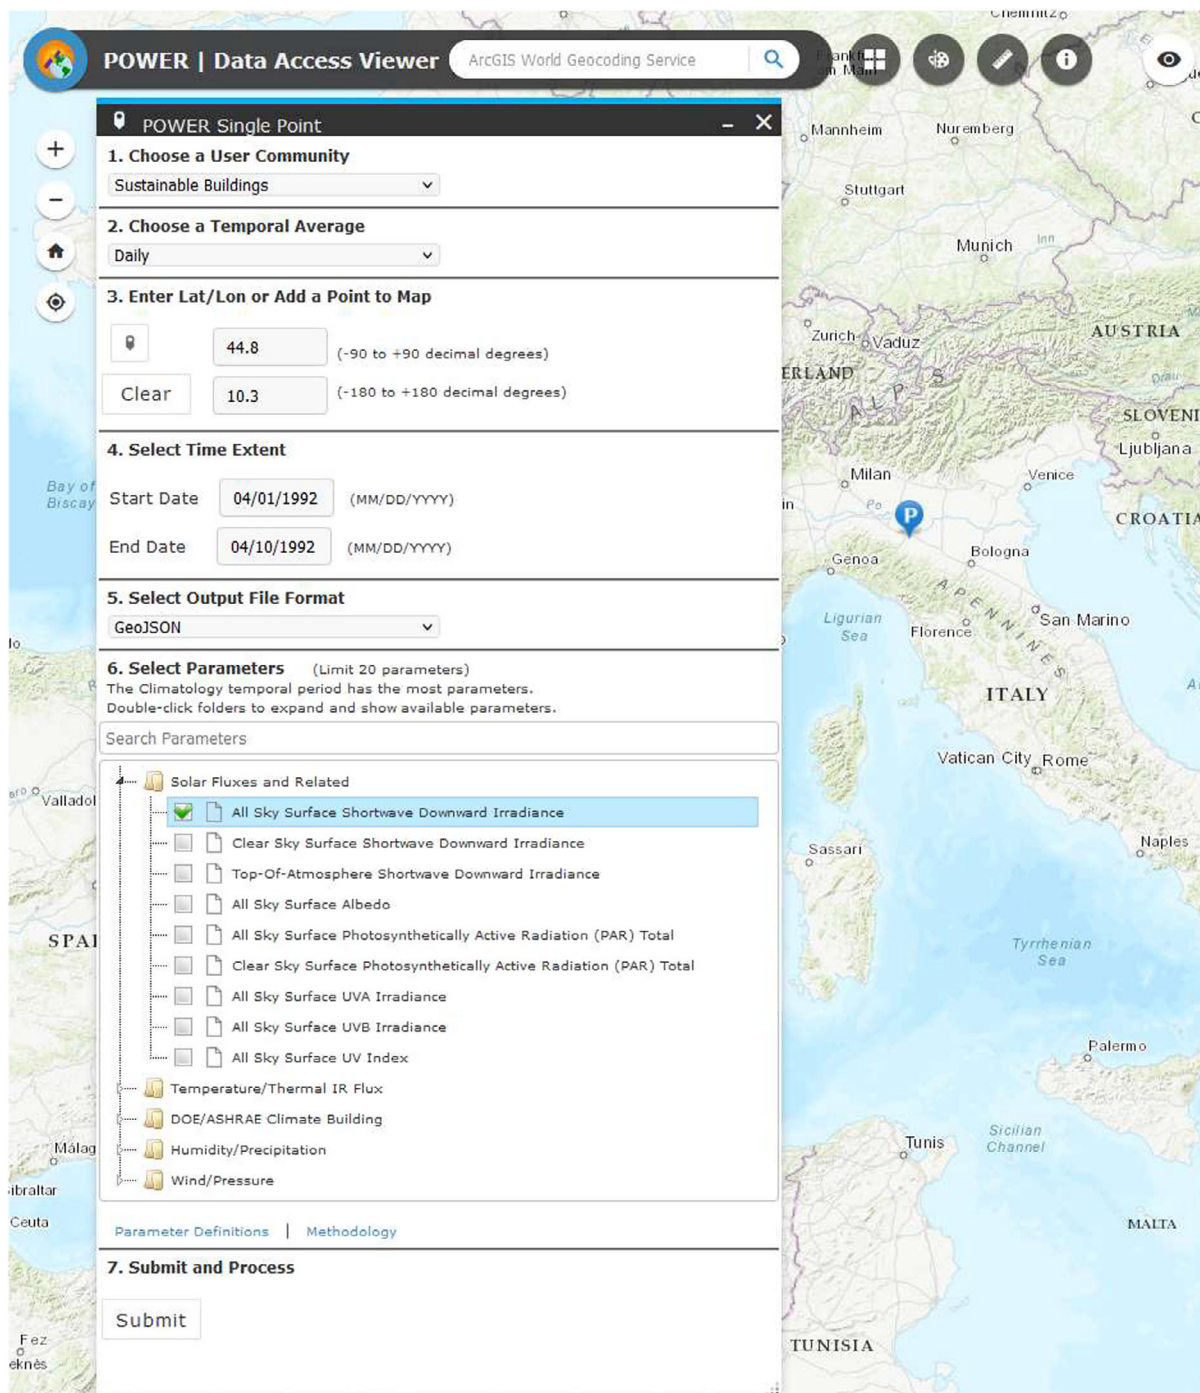 Chemnitz
POWER | Data Access Viewer
ArcGIS World Geocoding Service
POWER Single Point
1. Choose a User Community
Sustainable Buildings
2. Choose a Temporal Average
Daily
3. Enter Lat/Lon or Add a Point to Map
44.8
(-90 to +90 decimal degrees)
Clear
10.3
(-180 to +180 decimal degrees)
4. Select Time Extent
Start Date
04/01/1992
(MM/DD/YYYY)
End Date
04/10/1992
(MM/DD/YYYY)
5. Select Output File Format
GeoJSON
6. Select Parameters (Limit 20 parameters)
The Climatology temporal period has the most parameters.
Double-click folders to expand and show available parameters.
Search Parameters
Solar Fluxes and Related
All Sky Surface Shortwave Downward Irradiance
Clear Sky Surface Shortwave Downward Irradiance
Top-Of-Atmosphere Shortwave Downward Irradiance
All Sky Surface Albedo
All Sky Surface Photosynthetically Active Radiation (PAR) Total
Clear Sky Surface Photosynthetically Active Radiation (PAR) Total
All Sky Surface UVA Irradiance
All Sky Surface UVB Irradiance
All Sky Surface UV Index
Temperature/Thermal IR Flux
DOE/ASHRAE Climate Building
Humidity/Precipitation
Wind/Pressure
Parameter Definitions | Methodology
7. Submit and Process
Submit
Bay of
Biscay
Valladol
SPAI
Málag
ibraltar
Ceuta
Fez
eknès
Mannheim
Nuremberg
Stuttgart
Munich
Inn
Zurich
Vaduz
AUSTRIA
ERLAND
ALPS
Drau
SLOVENI
Ljubljana
Milan
Venice
Po
P
CROATIA
Genoa
Bologna
APENNINES
Ligurian
Sea
Florence
San Marino
ITALY
Vatican City
Rome
Naples
Sassari
Tyrrhenian
Sea
Palermo
Sicilian
Channel
Tunis
MALTA
TUNISIA